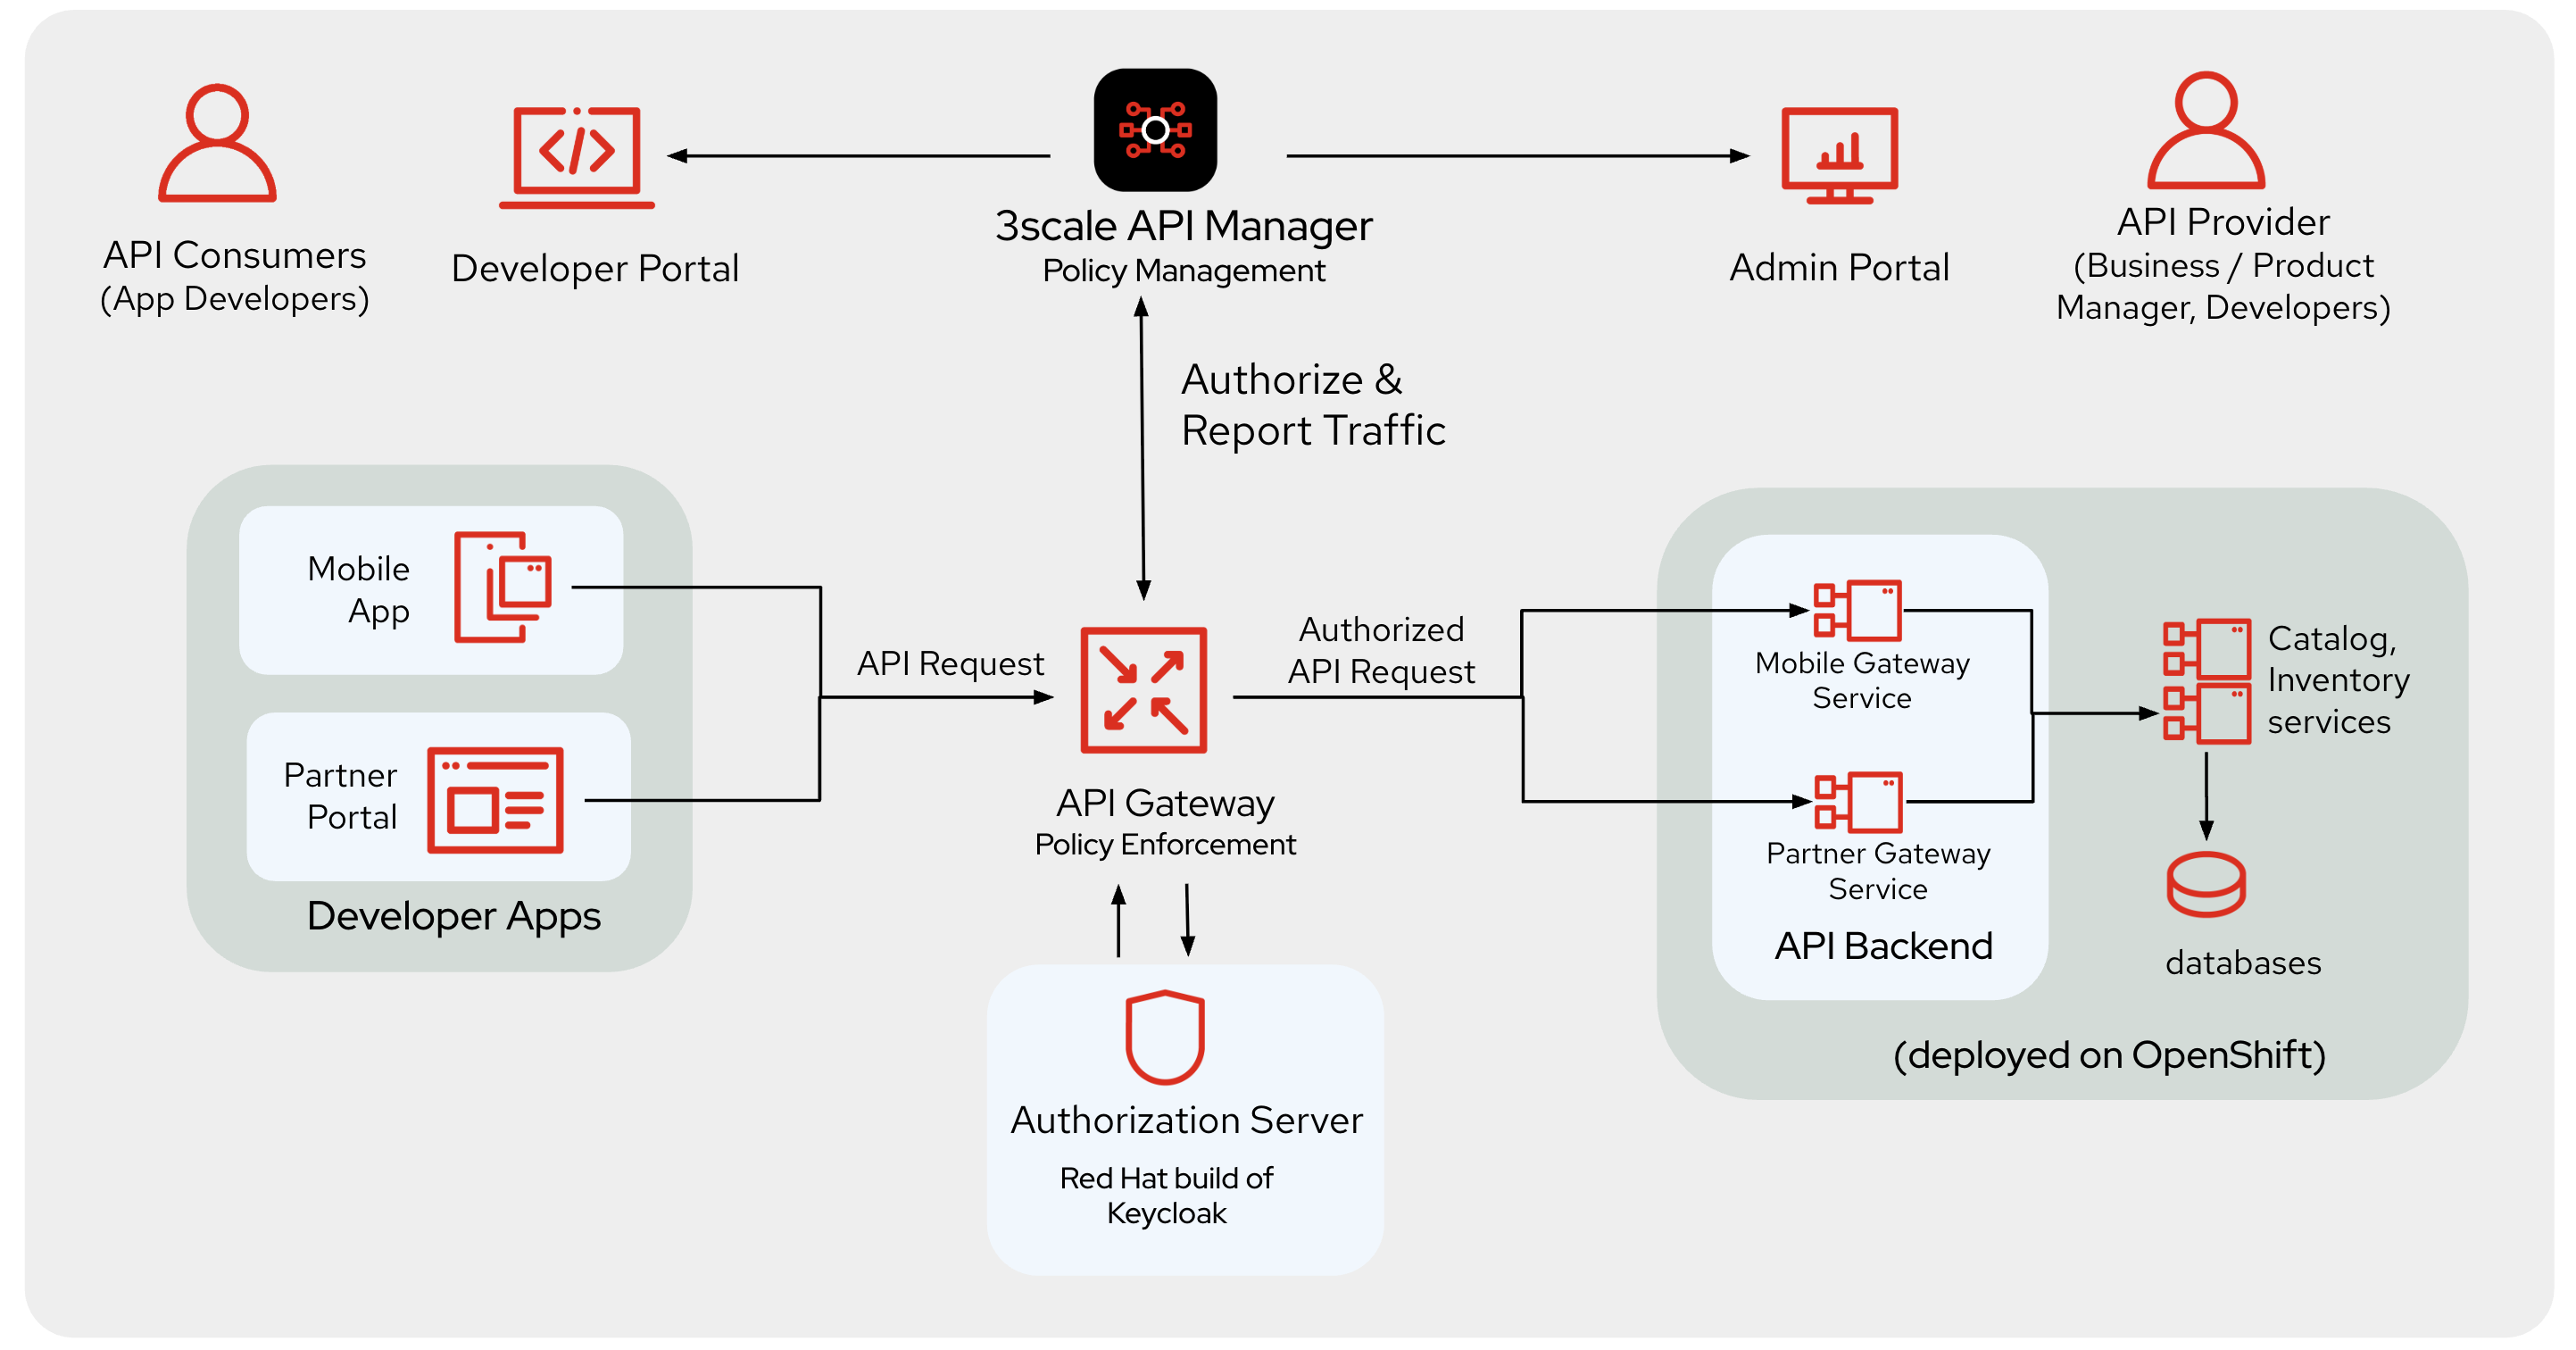 API Consumers
(App Developers)
Developer Portal
3scale API Manager
Policy Management
Admin Portal
API Provider
(Business / Product
Manager, Developers)
Authorize &
Report Traffic
Mobile
App
Partner
Portal
Developer Apps
API Request
API Gateway
Policy Enforcement
Authorized
API Request
Mobile Gateway
Service
Partner Gateway
Service
API Backend
Catalog,
Inventory
services
databases
(deployed on OpenShift)
Authorization Server
Red Hat build of
Keycloak